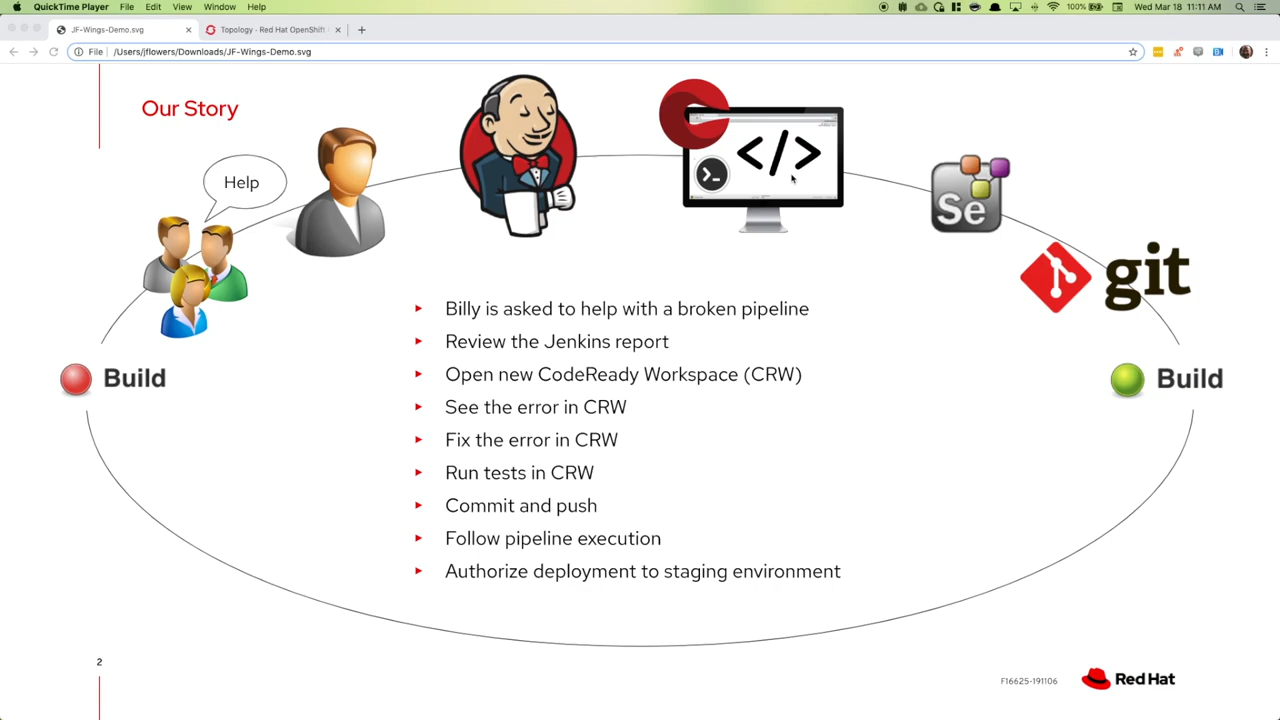 QuickTime Player File Edit View Window Help
100% Wed Mar 18 11:11 AM
JF-Wings-Demo.svg
Topology · Red Hat OpenShift
File /Users/jflowers/Downloads/JF-Wings-Demo.svg
Our Story
Help
</>
Se
git
Build
Build
Billy is asked to help with a broken pipeline
Review the Jenkins report
Open new CodeReady Workspace (CRW)
See the error in CRW
Fix the error in CRW
Run tests in CRW
Commit and push
Follow pipeline execution
Authorize deployment to staging environment
2
F16625-191106
Red Hat